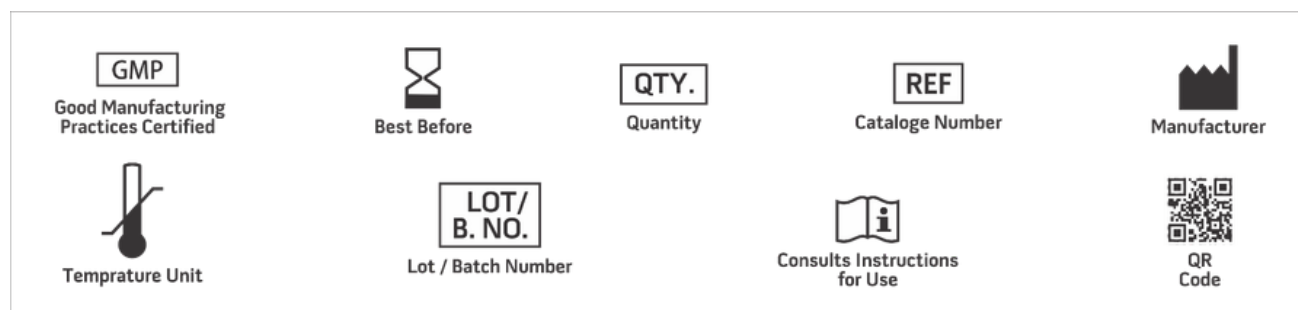 GMP
Good Manufacturing
Practices Certified
Best Before
QTY.
Quantity
REF
Cataloge Number
Manufacturer
Temprature Unit
LOT/
B. NO.
Lot / Batch Number
i
Consults Instructions
for Use
QR
Code